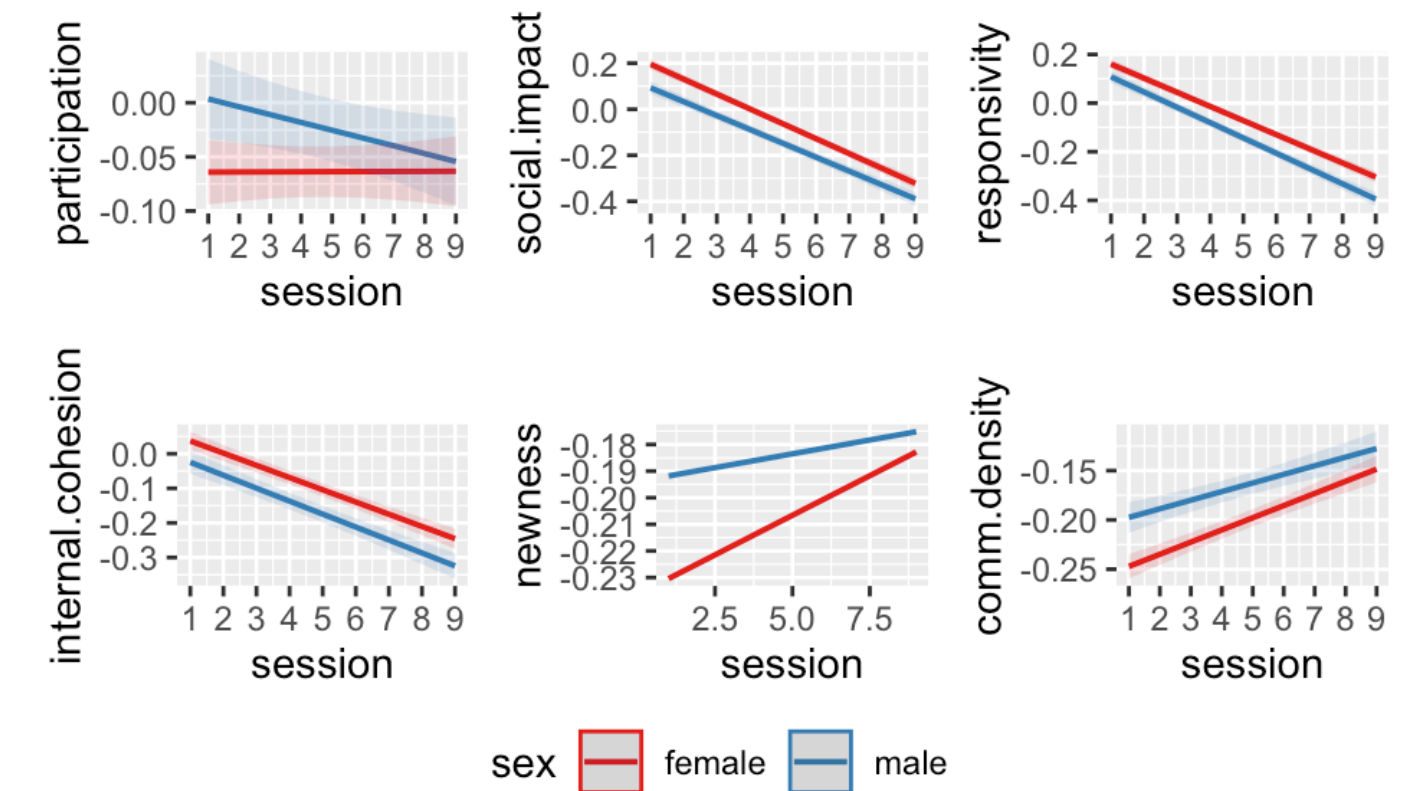 participation
0.00
-0.05
-0.10
1 2 3 4 5 6 7 8 9
session
social.impact
0.2
0.0
-0.2
-0.4
1 2 3 4 5 6 7 8 9
session
responsivity
0.2
0.0
-0.2
-0.4
1 2 3 4 5 6 7 8 9
session
internal.cohesion
0.0
-0.1
-0.2
-0.3
1 2 3 4 5 6 7 8 9
session
newness
-0.18
-0.19
-0.20
-0.21
-0.22
-0.23
2.5 5.0 7.5
session
comm.density
-0.15
-0.20
-0.25
1 2 3 4 5 6 7 8 9
session
sex female male